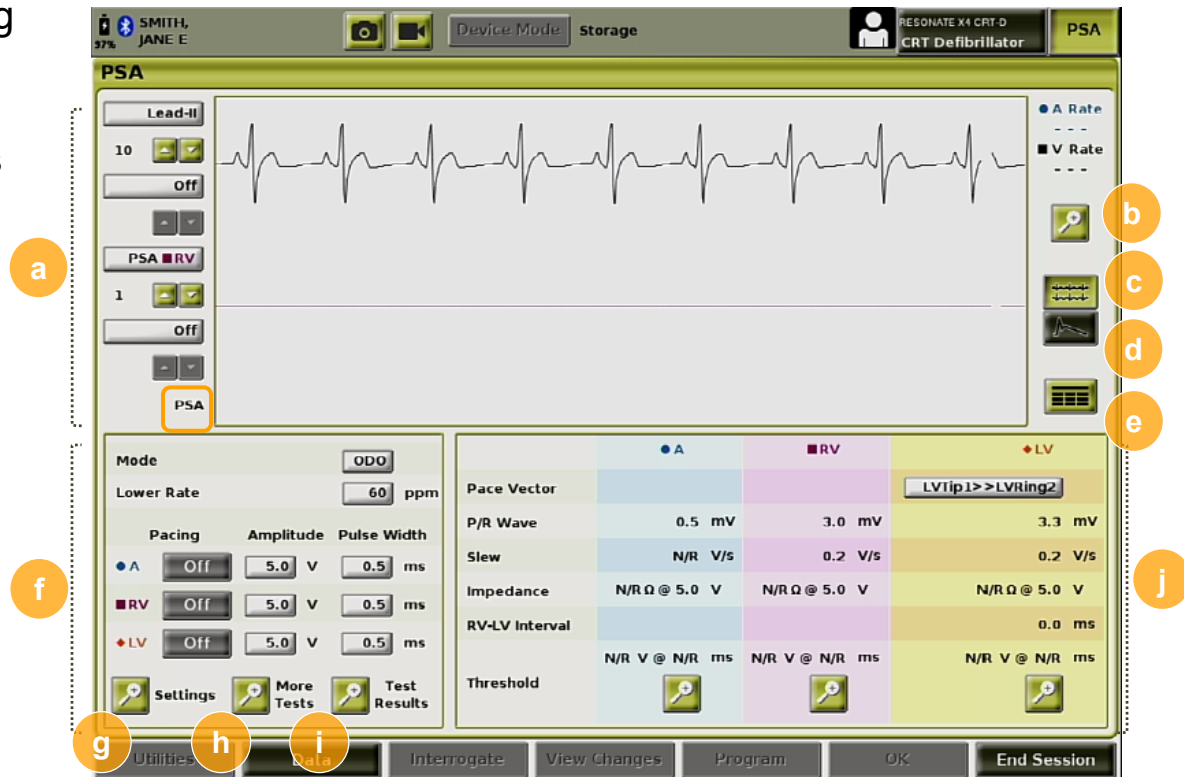 g
s
SMITH,
JANE E
97%
Device Mode
Storage
RESONATE X4 CRT-D
CRT Defibrillator
PSA
PSA
Lead-II
10
Off
PSA RV
1
Off
PSA
A Rate
---
V Rate
---
a
b
c
d
e
Mode ODO
Lower Rate 60 ppm
Pacing Amplitude Pulse Width
A Off 5.0 V 0.5 ms
RV Off 5.0 V 0.5 ms
LV Off 5.0 V 0.5 ms
Settings
More
Tests
Test
Results
f
g
h
i
A RV LV
Pace Vector LVTip1>>LVRing2
P/R Wave 0.5 mV 3.0 mV 3.3 mV
Slew N/R V/s 0.2 V/s 0.2 V/s
Impedance N/RΩ@ 5.0 V N/RΩ@ 5.0 V N/RΩ@ 5.0 V
RV-LV Interval 0.0 ms
N/R V @ N/R ms N/R V @ N/R ms N/R V @ N/R ms
Threshold
j
Utilities Data Interrogate View Changes Program OK End Session